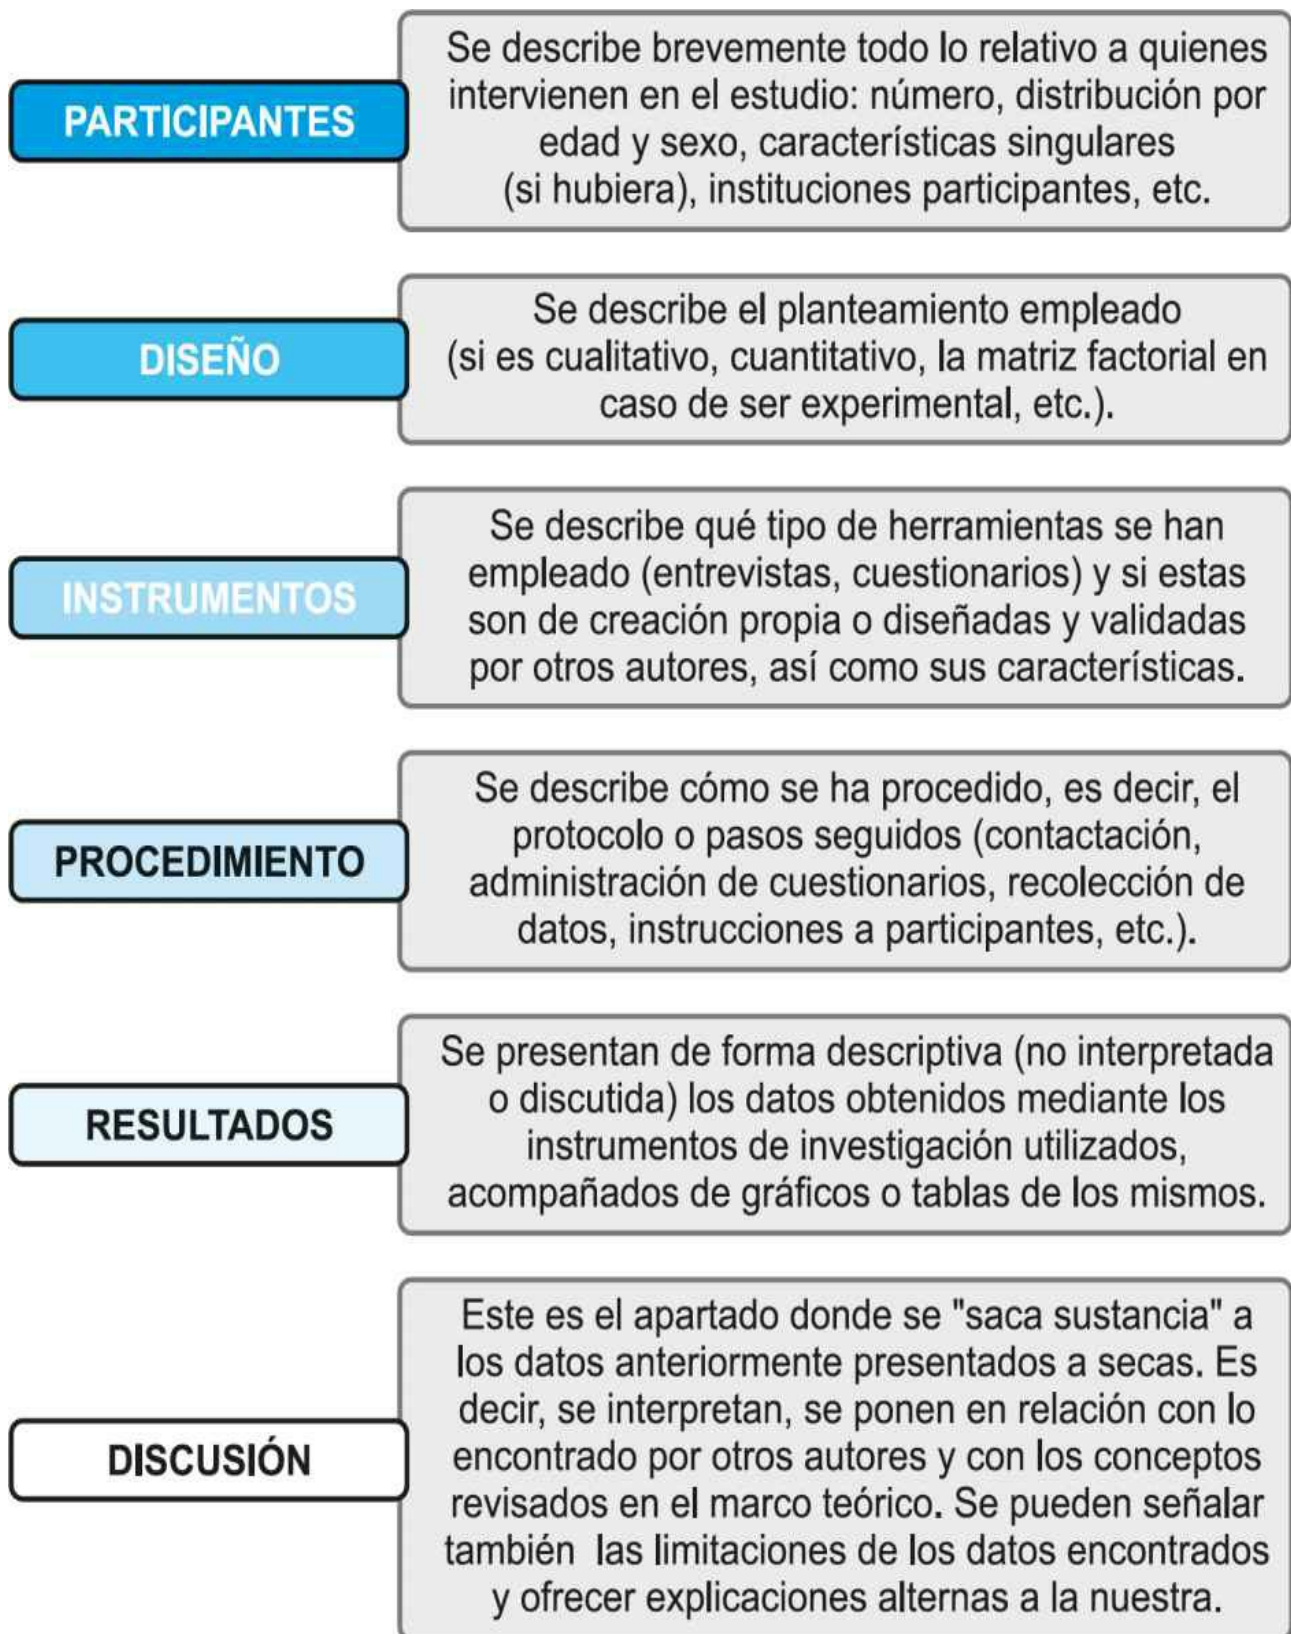 PARTICIPANTES
Se describe brevemente todo lo relativo a quienes
intervienen en el estudio: número, distribución por
edad y sexo, características singulares
(si hubiera), instituciones participantes, etc.
DISEÑO
Se describe el planteamiento empleado
(si es cualitativo, cuantitativo, la matriz factorial en
caso de ser experimental, etc.).
INSTRUMENTOS
Se describe qué tipo de herramientas se han
empleado (entrevistas, cuestionarios) y si estas
son de creación propia o diseñadas y validadas
por otros autores, así como sus características.
PROCEDIMIENTO
Se describe cómo se ha procedido, es decir, el
protocolo o pasos seguidos (contactación,
administración de cuestionarios, recolección de
datos, instrucciones a participantes, etc.).
RESULTADOS
Se presentan de forma descriptiva (no interpretada
o discutida) los datos obtenidos mediante los
instrumentos de investigación utilizados,
acompañados de gráficos o tablas de los mismos.
DISCUSIÓN
Este es el apartado donde se "saca sustancia" a
los datos anteriormente presentados a secas. Es
decir, se interpretan, se ponen en relación con lo
encontrado por otros autores y con los conceptos
revisados en el marco teórico. Se pueden señalar
también las limitaciones de los datos encontrados
y ofrecer explicaciones alternas a la nuestra.